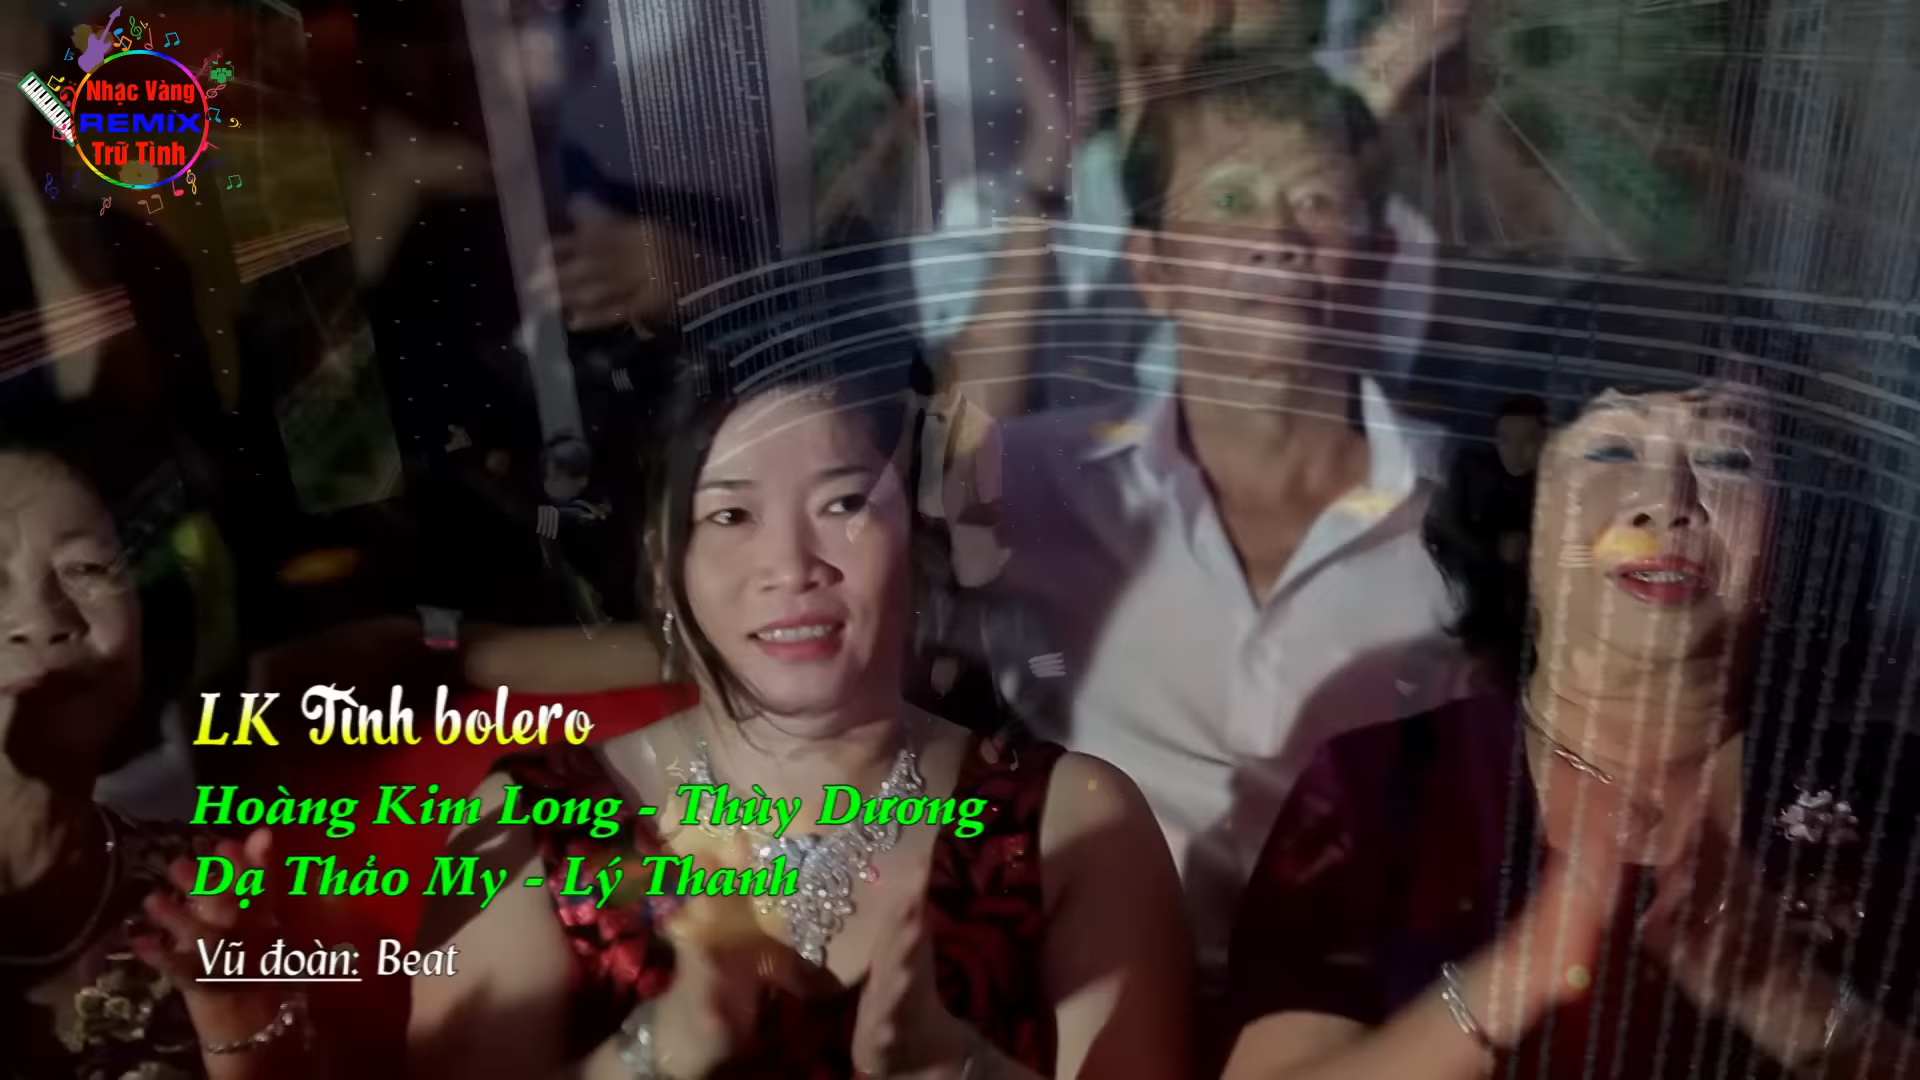 Nhạc Vàng
REMIX
Trữ Tình
LK Tình bolero
Hoàng Kim Long - Thùy Dương
Dạ Thảo My - Lý Thanh
Vũ đoàn: Beat